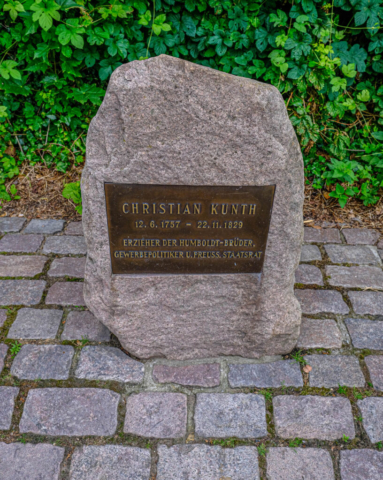 CHRISTIAN KUNTH
12.6.1757 – 22.11.1829
ERZIEHER DER HUMBOLDT-BRÜDER,
GEWERBEPOLITIKER U. PREUSS. STAATSRAT